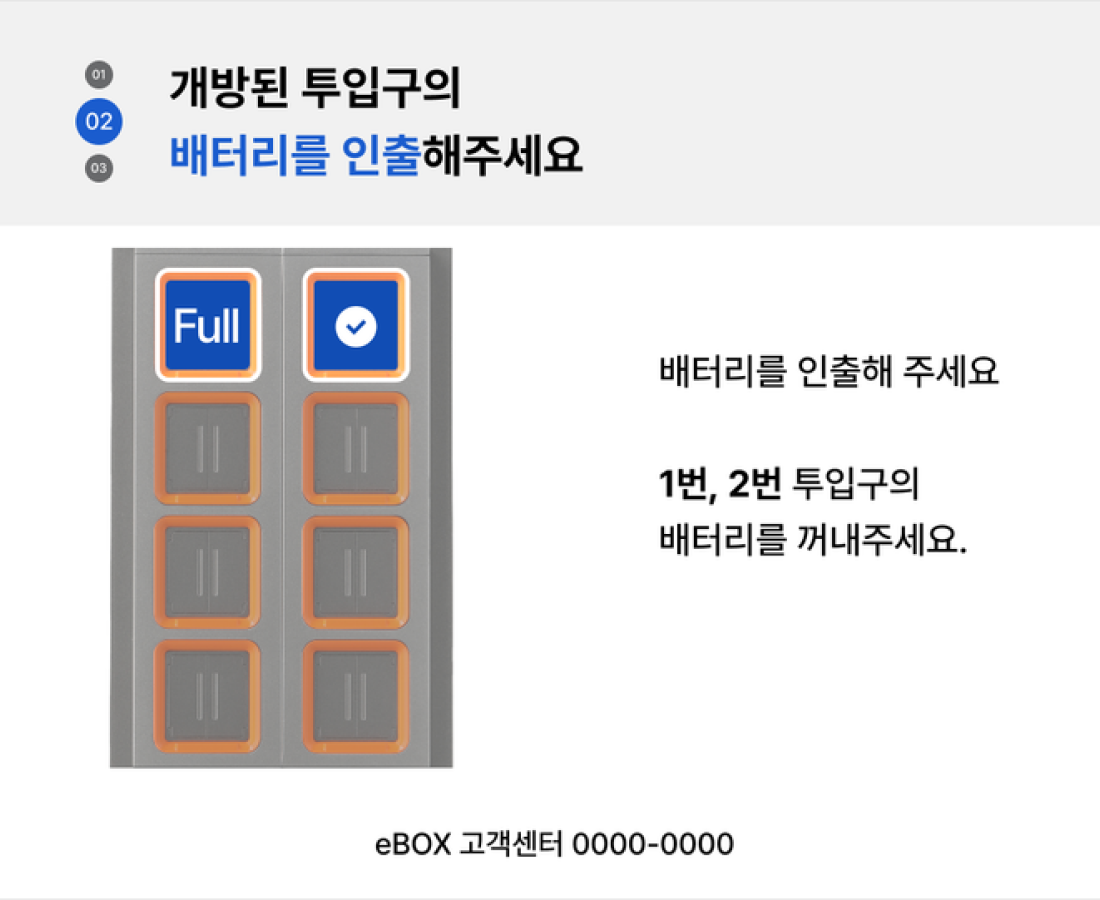 01
02
03
개방된 투입구의
배터리를 인출해주세요
Full
배터리를 인출해 주세요
1번, 2번 투입구의
배터리를 꺼내주세요.
eBOX 고객센터 0000-0000